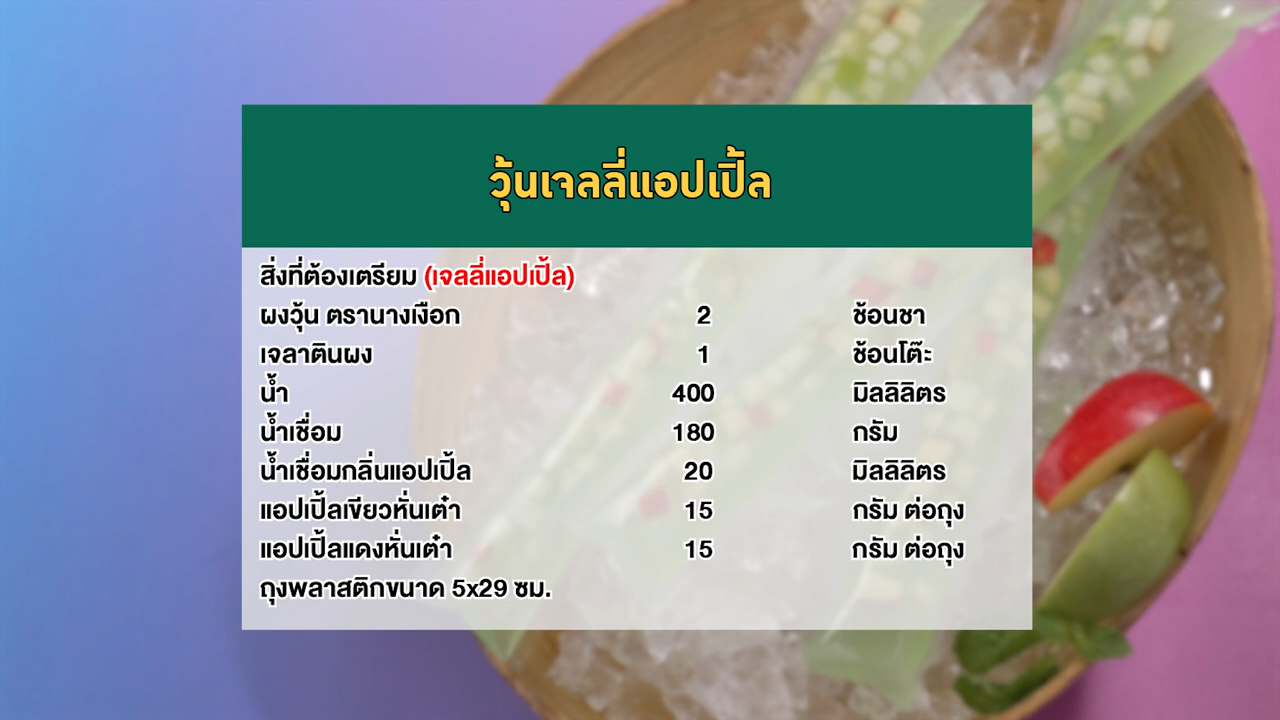 วุ้นเจลลี่แอปเปิ้ล
สิ่งที่ต้องเตรียม (เจลลี่แอปเปิ้ล)
ผงวุ้น ตรานางเงือก 2 ช้อนชา
เจลาตินผง 1 ช้อนโต๊ะ
น้ำ 400 มิลลิลิตร
น้ำเชื่อม 180 กรัม
น้ำเชื่อมกลิ่นแอปเปิ้ล 20 มิลลิลิตร
แอปเปิ้ลเขียวหั่นเต๋า 15 กรัม ต่อถุง
แอปเปิ้ลแดงหั่นเต๋า 15 กรัม ต่อถุง
ถุงพลาสติกขนาด 5x29 ซม.